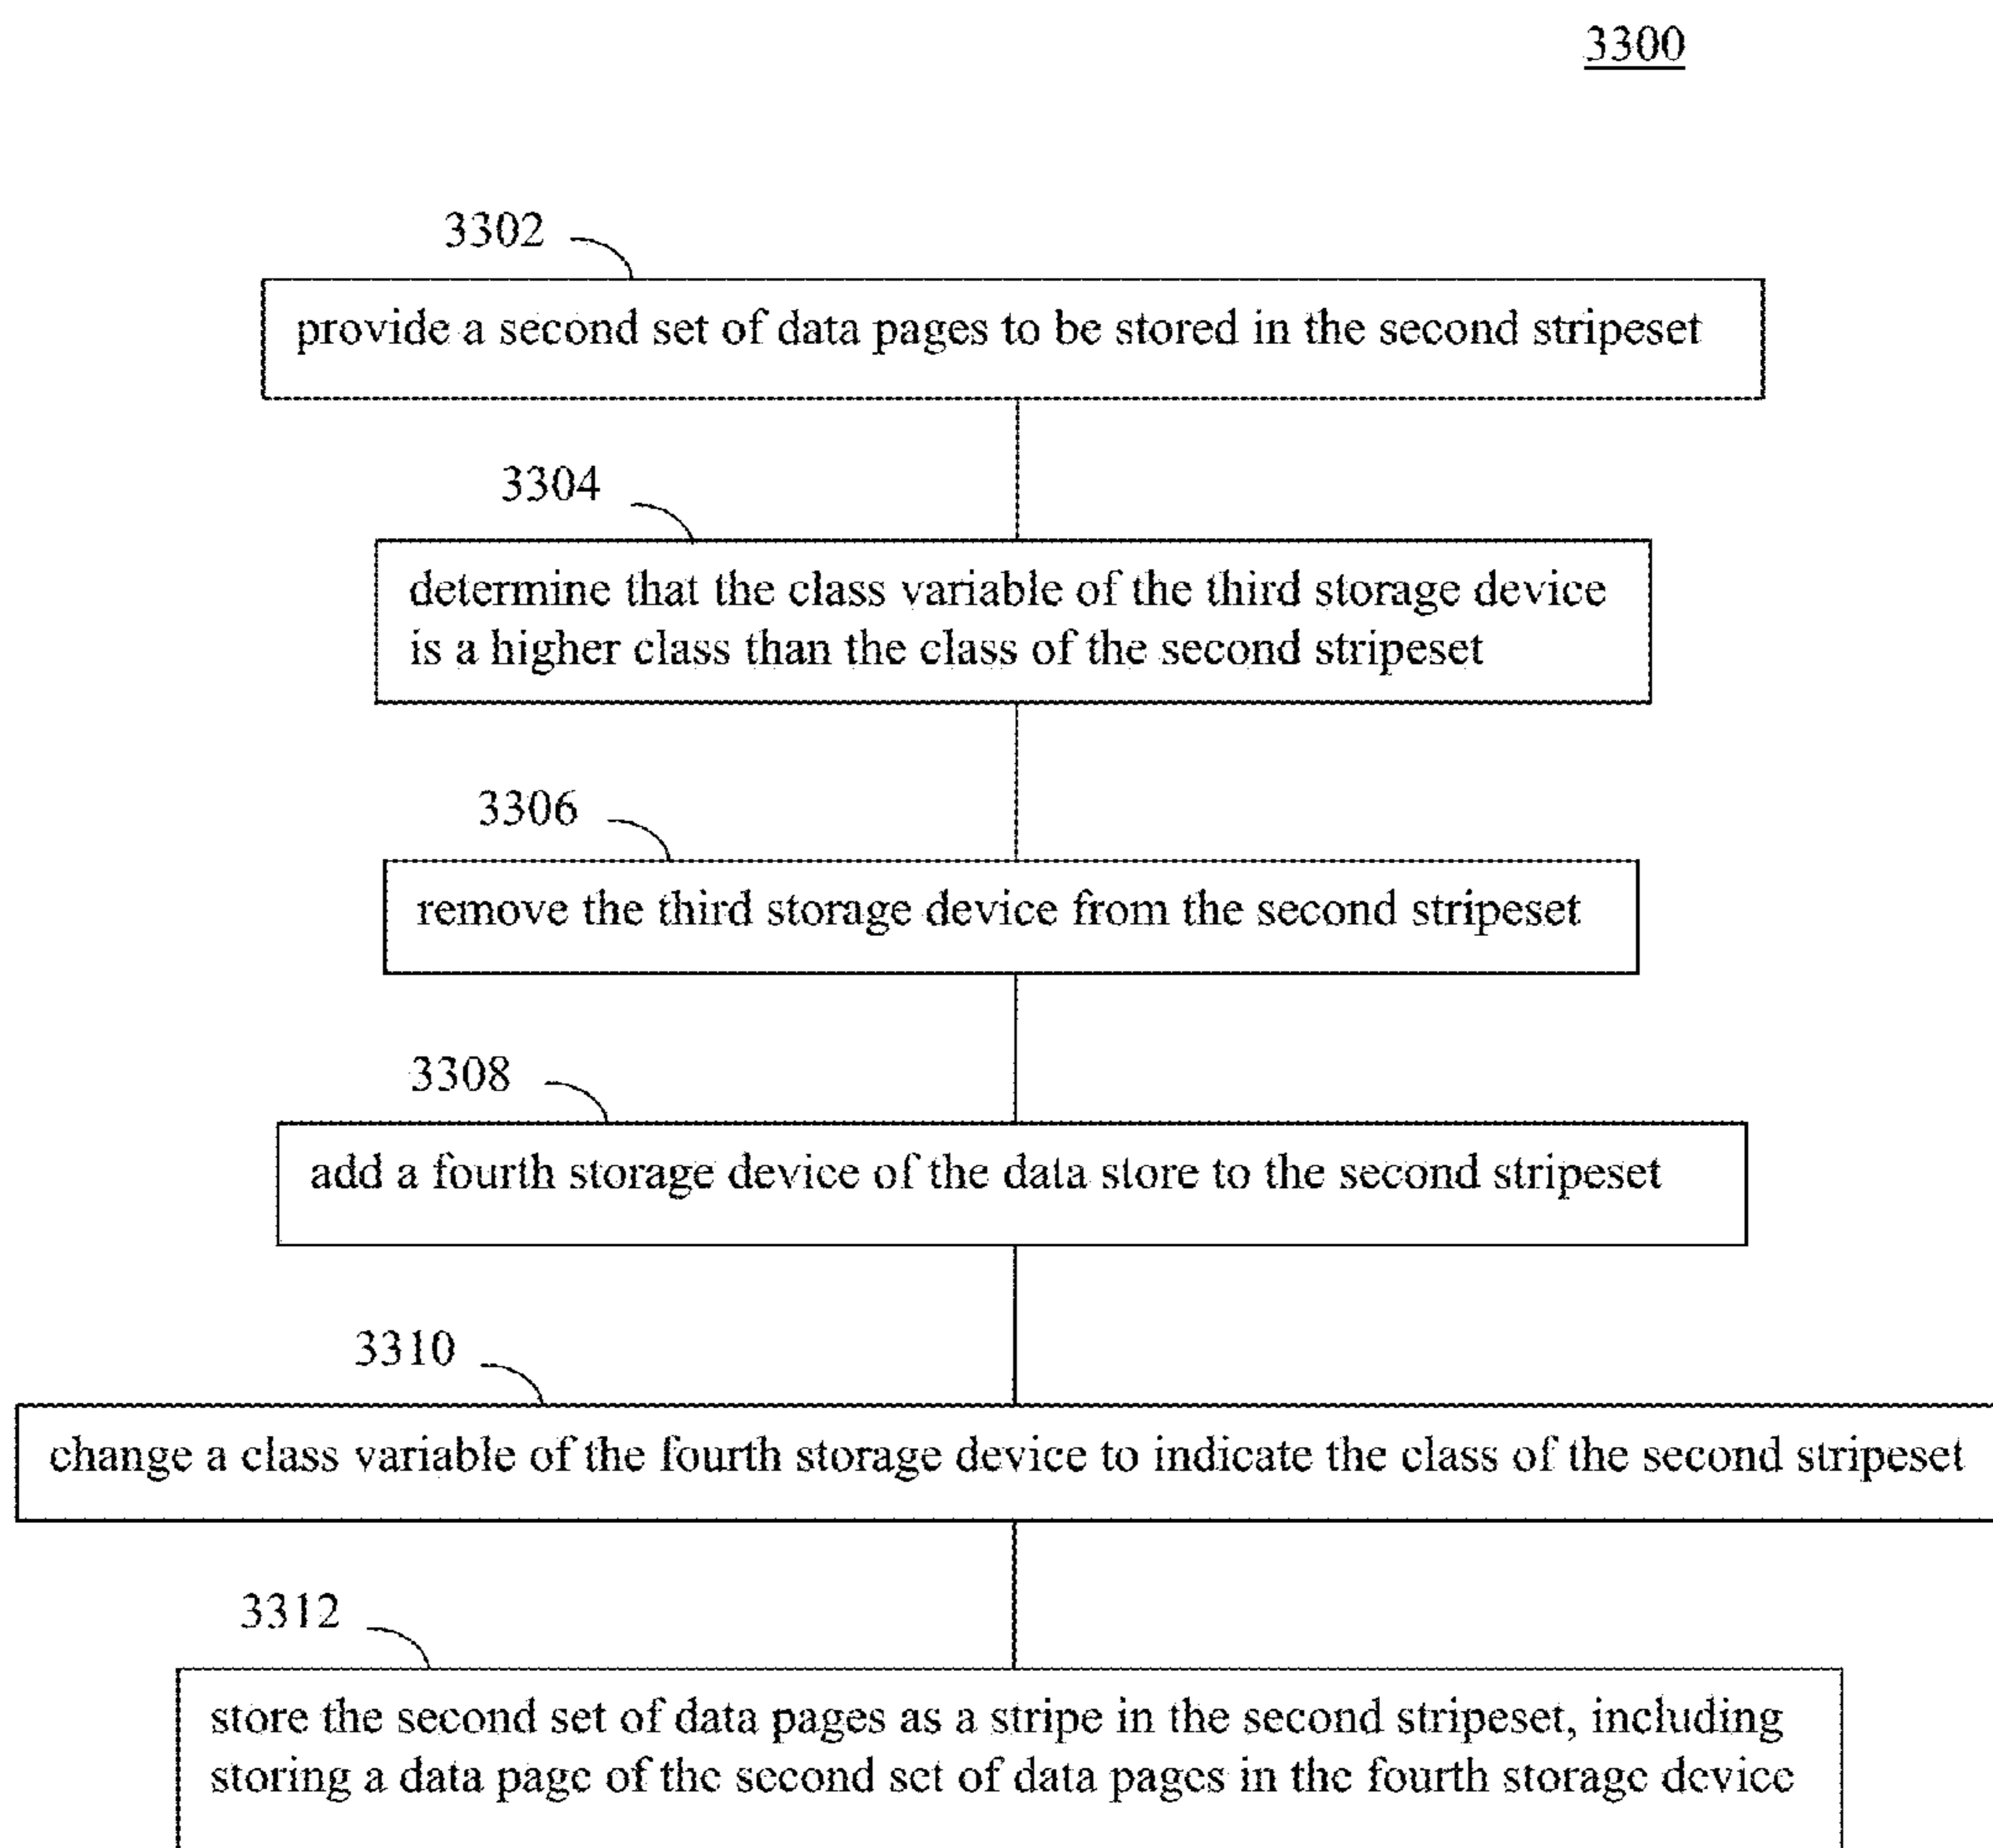 3300
3302
provide a second set of data pages to be stored in the second stripeset
3304
determine that the class variable of the third storage device
is a higher class than the class of the second stripeset
3306
remove the third storage device from the second stripeset
3308
add a fourth storage device of the data store to the second stripeset
3310
change a class variable of the fourth storage device to indicate the class of the second stripeset
3312
store the second set of data pages as a stripe in the second stripeset, including
storing a data page of the second set of data pages in the fourth storage device